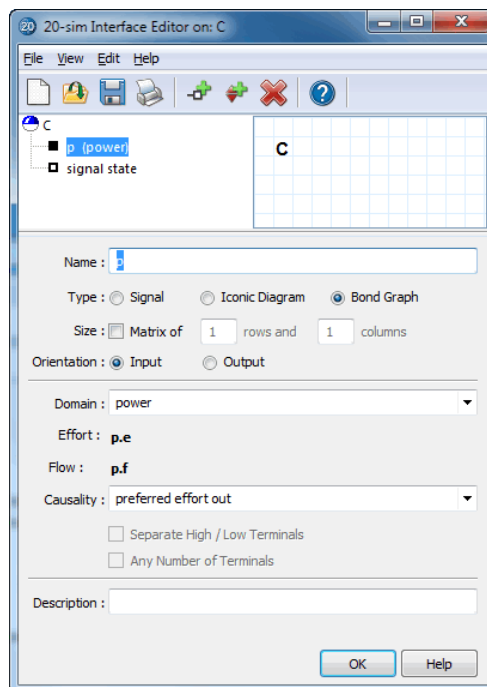 20 20-sim Interface Editor on: C
File View Edit Help
C
p (power)
signal state
C
Name : p
Type : Signal Iconic Diagram Bond Graph
Size : Matrix of 1 rows and 1 columns
Orientation : Input Output
Domain : power
Effort : p.e
Flow : p.f
Causality : preferred effort out
Separate High / Low Terminals
Any Number of Terminals
Description :
OK Help